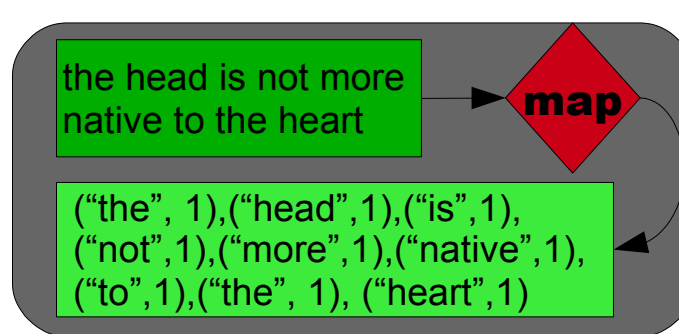 the head is not more
native to the heart
map
(“the”, 1),(“head”,1),(“is”,1),
(“not”,1),(“more”,1),(“native”,1),
(“to”,1),(“the”, 1), (“heart”,1)